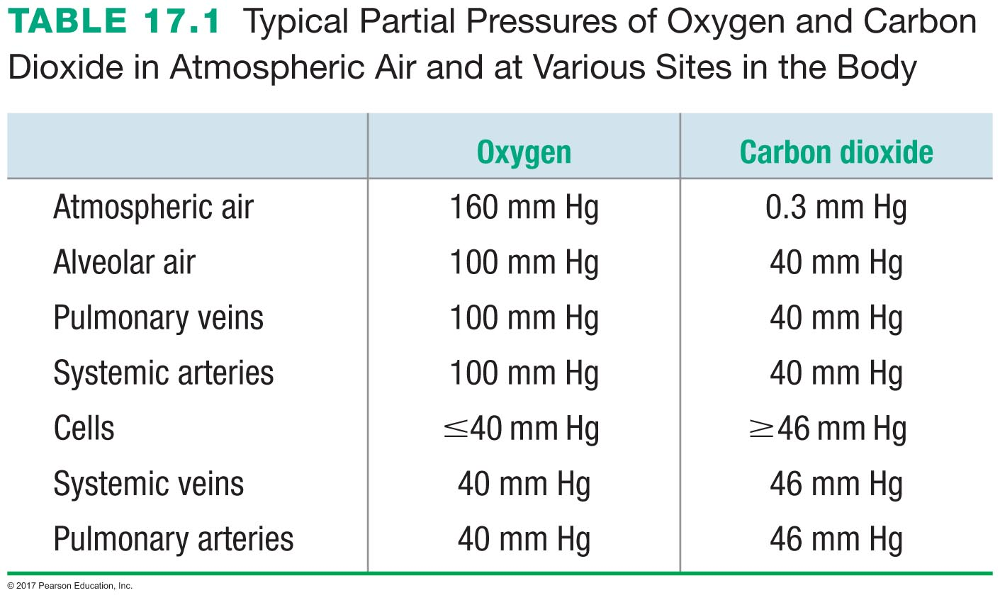 TABLE 17.1 Typical Partial Pressures of Oxygen and Carbon
Dioxide in Atmospheric Air and at Various Sites in the Body
Oxygen Carbon dioxide
Atmospheric air 160 mm Hg 0.3 mm Hg
Alveolar air 100 mm Hg 40 mm Hg
Pulmonary veins 100 mm Hg 40 mm Hg
Systemic arteries 100 mm Hg 40 mm Hg
Cells ≤40 mm Hg ≥46 mm Hg
Systemic veins 40 mm Hg 46 mm Hg
Pulmonary arteries 40 mm Hg 46 mm Hg
© 2017 Pearson Education, Inc.